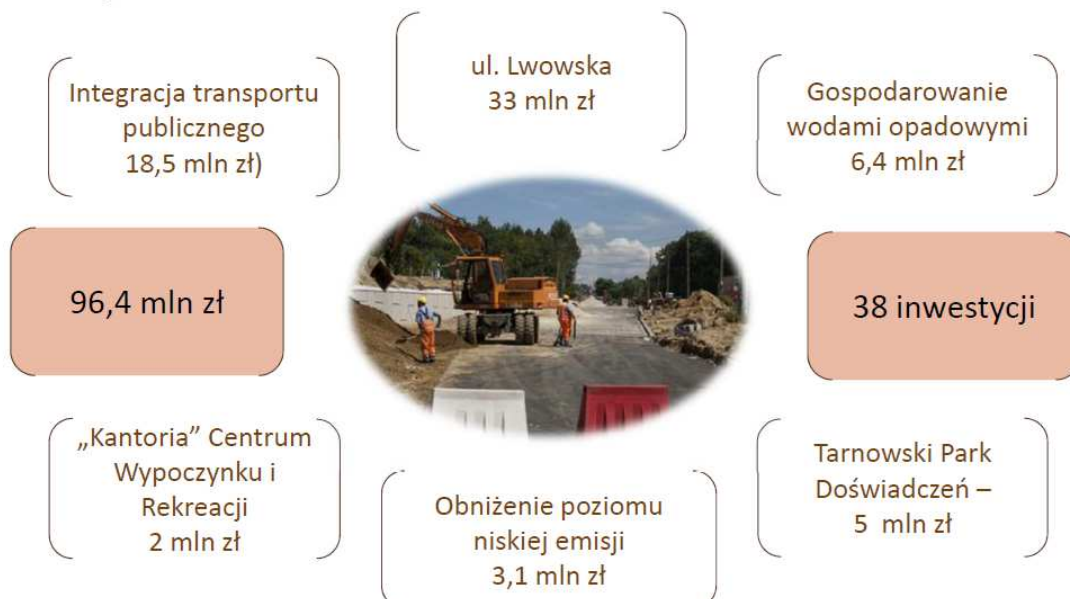 Integracja transportu
publicznego
18,5 mln zł)
ul. Lwowska
33 mln zł
Gospodarowanie
wodami opadowymi
6,4 mln zł
96,4 mln zł
38 inwestycji
„Kantoria” Centrum
Wypoczynku i
Rekreacji
2 mln zł
Obniżenie poziomu
niskiej emisji
3,1 mln zł
Tarnowski Park
Doświadczeń –
5 mln zł